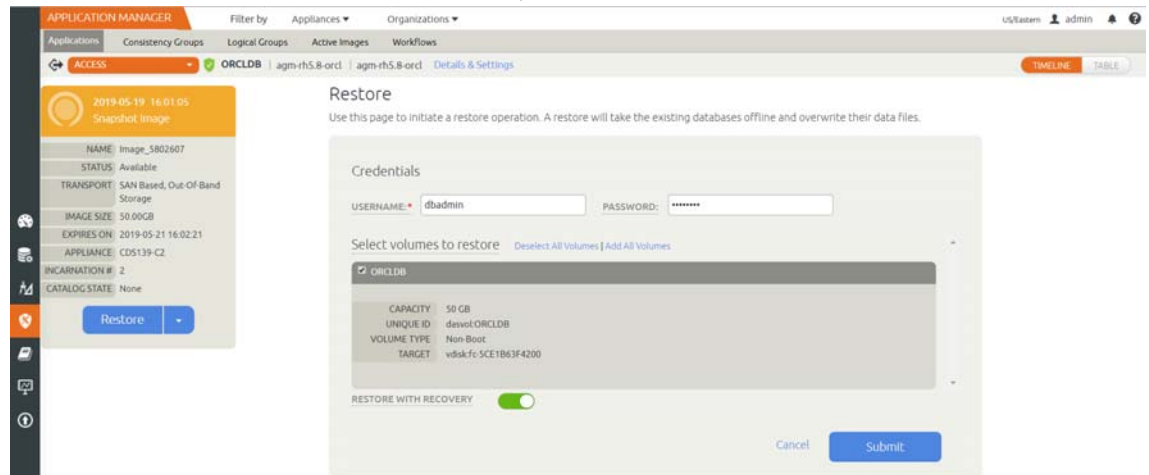 APPLICATION MANAGER Filter by Appliances ▾ Organizations ▾ US/Eastern admin
Applications Consistency Groups Logical Groups Active Images Workflows
ACCESS ORCLDB | agm-rh5.8-orcl | agm-rh5.8-orcl Details & Settings TIMELINE TABLE
2019-05-19 16:01:05
Snapshot Image
NAME Image_5802607
STATUS Available
TRANSPORT SAN Based, Out-Of-Band
Storage
IMAGE SIZE 50.00GB
EXPIRES ON 2019-05-21 16:02:21
APPLIANCE CDS139-C2
INCARNATION # 2
CATALOG STATE None
Restore
Restore
Use this page to initiate a restore operation. A restore will take the existing databases offline and overwrite their data files.
Credentials
USERNAME:* dbadmin PASSWORD: ••••••••
Select volumes to restore Deselect All Volumes | Add All Volumes
ORCLDB
CAPACITY 50 GB
UNIQUE ID dasvol:ORCLDB
VOLUME TYPE Non-Boot
TARGET vdisk:fc-5CE1B63F4200
RESTORE WITH RECOVERY
Cancel Submit